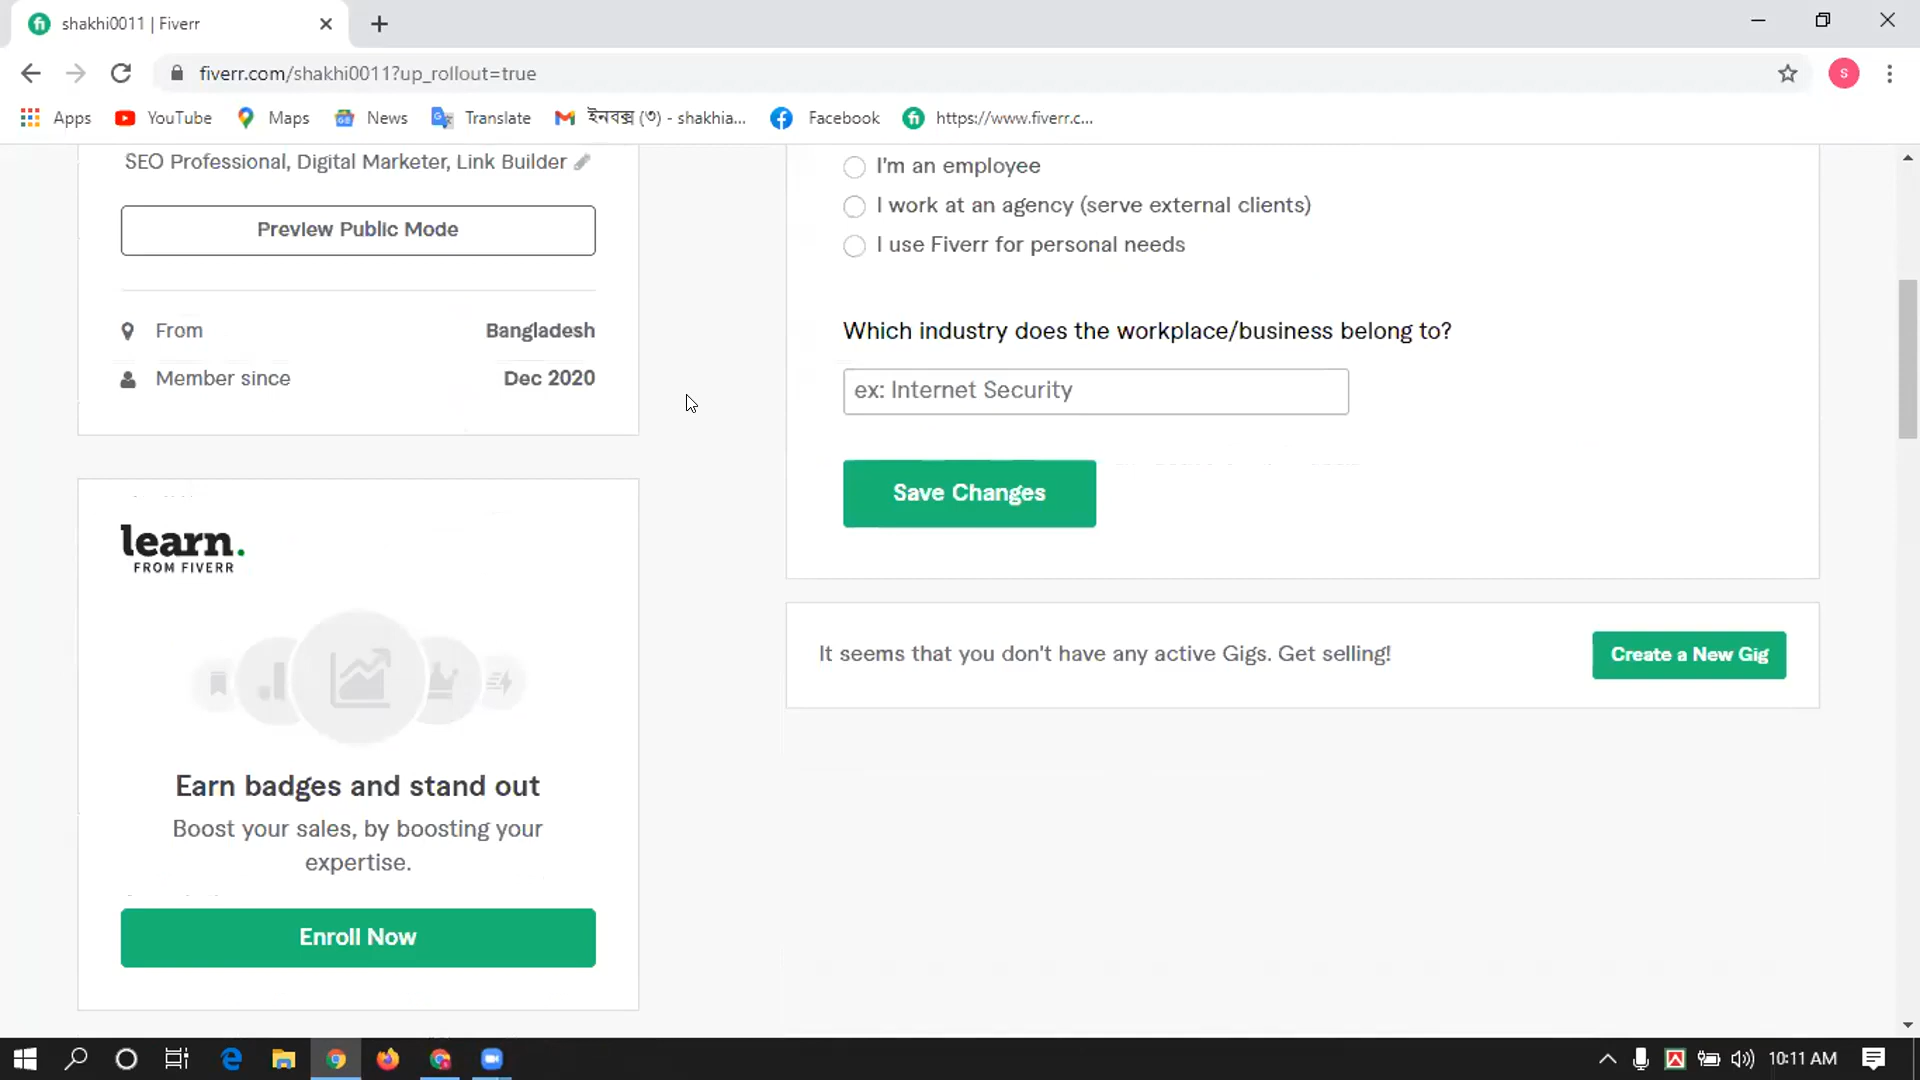 shakhi0011 | Fiverr
fiverr.com/shakhi0011?up_rollout=true
S
Apps
YouTube
Maps
News
Translate
ইনবক্স (৩) - shakhia...
Facebook
https://www.fiverr.c...
SEO Professional, Digital Marketer, Link Builder
Preview Public Mode
From
Bangladesh
Member since
Dec 2020
learn.
FROM FIVERR
Earn badges and stand out
Boost your sales, by boosting your
expertise.
Enroll Now
I'm an employee
I work at an agency (serve external clients)
I use Fiverr for personal needs
Which industry does the workplace/business belong to?
ex: Internet Security
Save Changes
It seems that you don't have any active Gigs. Get selling!
Create a New Gig
10:11 AM